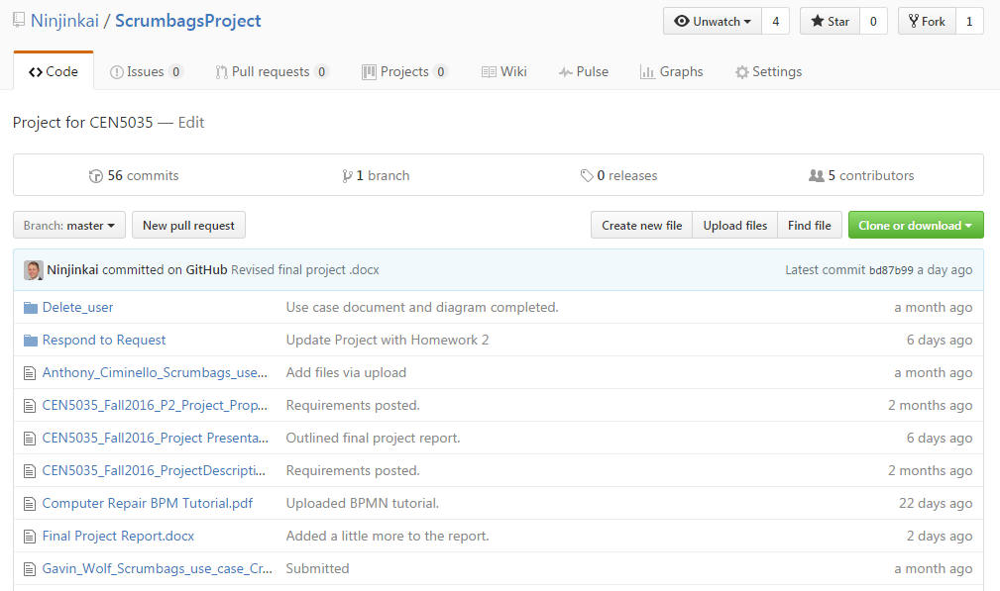 Ninjinkai / ScrumbagsProject
Unwatch 4 Star 0 Fork 1
Code Issues 0 Pull requests 0 Projects 0 Wiki Pulse Graphs Settings
Project for CEN5035 — Edit
56 commits 1 branch 0 releases 5 contributors
Branch: master New pull request Create new file Upload files Find file Clone or download
Ninjinkai committed on GitHub Revised final project .docx Latest commit bd87b99 a day ago
Delete_user Use case document and diagram completed. a month ago
Respond to Request Update Project with Homework 2 6 days ago
Anthony_Ciminello_Scrumbags_use... Add files via upload a month ago
CEN5035_Fall2016_P2_Project_Prop... Requirements posted. 2 months ago
CEN5035_Fall2016_Project Presenta... Outlined final project report. 6 days ago
CEN5035_Fall2016_ProjectDescripti... Requirements posted. 2 months ago
Computer Repair BPM Tutorial.pdf Uploaded BPMN tutorial. 22 days ago
Final Project Report.docx Added a little more to the report. 2 days ago
Gavin_Wolf_Scrumbags_use_case_Cr... Submitted a month ago